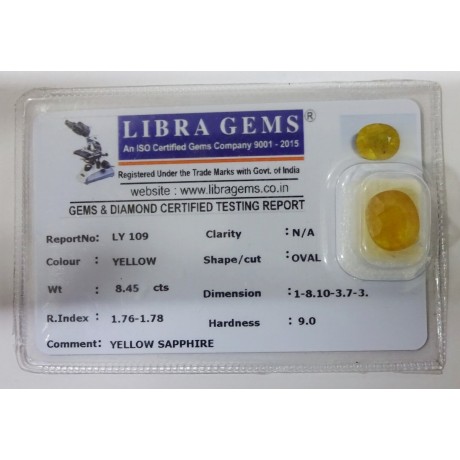 LIBRA GEMS ®
An ISO Certified Gems Company 9001 - 2015
Registered Under the Trade Marks with Govt. of India
website : www.libragems.co.in
GEMS & DIAMOND CERTIFIED TESTING REPORT
ReportNo: LY 109 Clarity : N/A
Colour : YELLOW Shape/cut : OVAL
Wt : 8.45 cts Dimension :1-8.10-3.7-3.
R.Index : 1.76-1.78 Hardness : 9.0
Comment: YELLOW SAPPHIRE